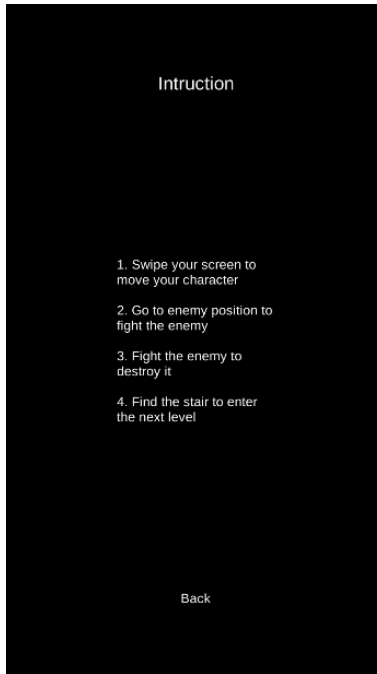 Intruction
1. Swipe your screen to
move your character
2. Go to enemy position to
fight the enemy
3. Fight the enemy to
destroy it
4. Find the stair to enter
the next level
Back